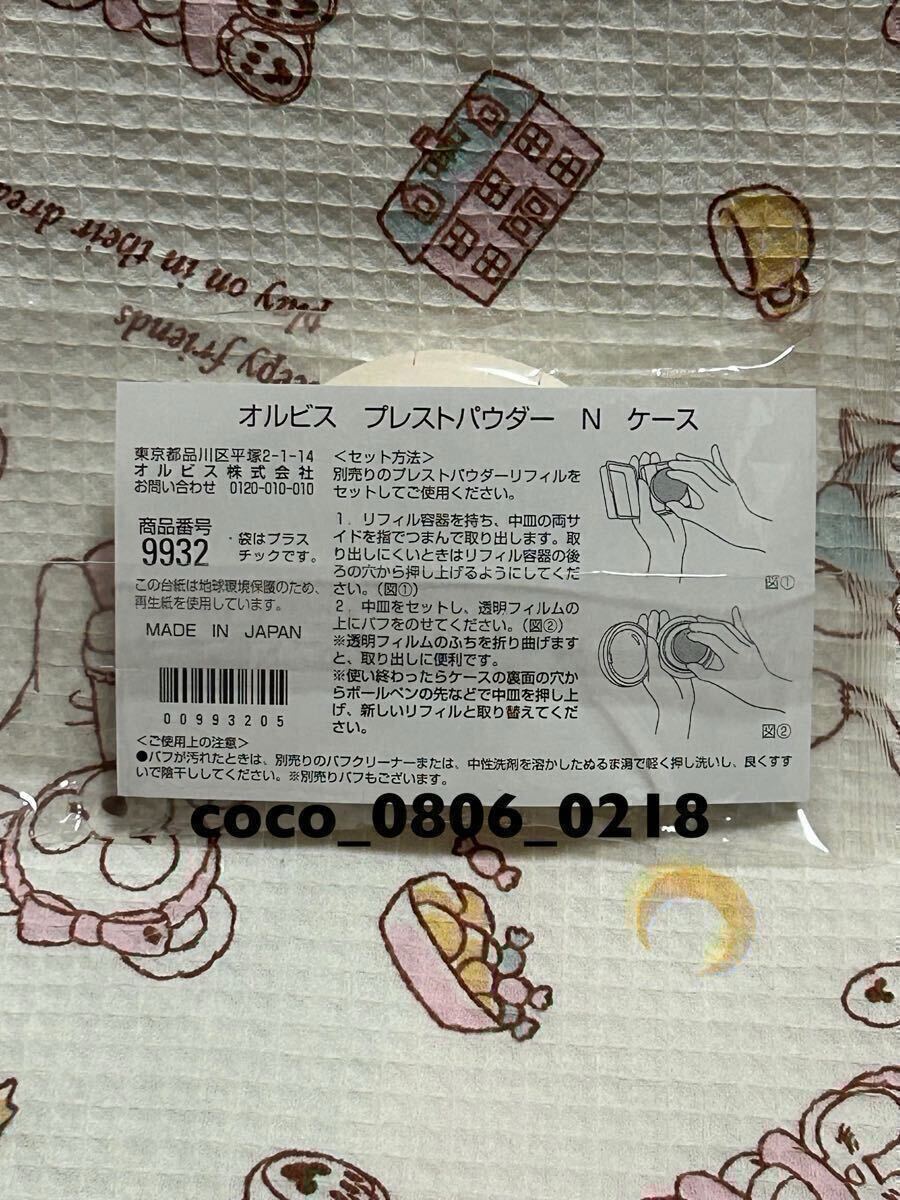 play on in their drea
eepy friends
オルビス プレストパウダー N ケース
東京都品川区平塚2-1-14
オルビス株式会社
お問い合わせ 0120-010-010
商品番号
9932
・袋はプラス
チックです。
この台紙は地球環境保護のため、
再生紙を使用しています。
MADE IN JAPAN
00993205
<セット方法>
別売りのプレストパウダーリフィルを
セットしてご使用ください。
1．リフィル容器を持ち、中皿の両サ
イドを指でつまんで取り出します。取
り出しにくいときはリフィル容器の後
ろの穴から押し上げるようにしてくだ
さい。(図①)
2．中皿をセットし、透明フィルムの
上にパフをのせてください。(図②)
※透明フィルムのふちを折り曲げます
と、取り出しに便利です。
※使い終わったらケースの裏面の穴か
らボールペンの先などで中皿を押し上
げ、新しいリフィルと取り替えてくだ
さい。
図①
図②
<ご使用上の注意>
●パフが汚れたときは、別売りのパフクリーナーまたは、中性洗剤を溶かしたぬるま湯で軽く押し洗いし、良くすす
いで陰干ししてください。※別売りパフもございます。
coco_0806_0218